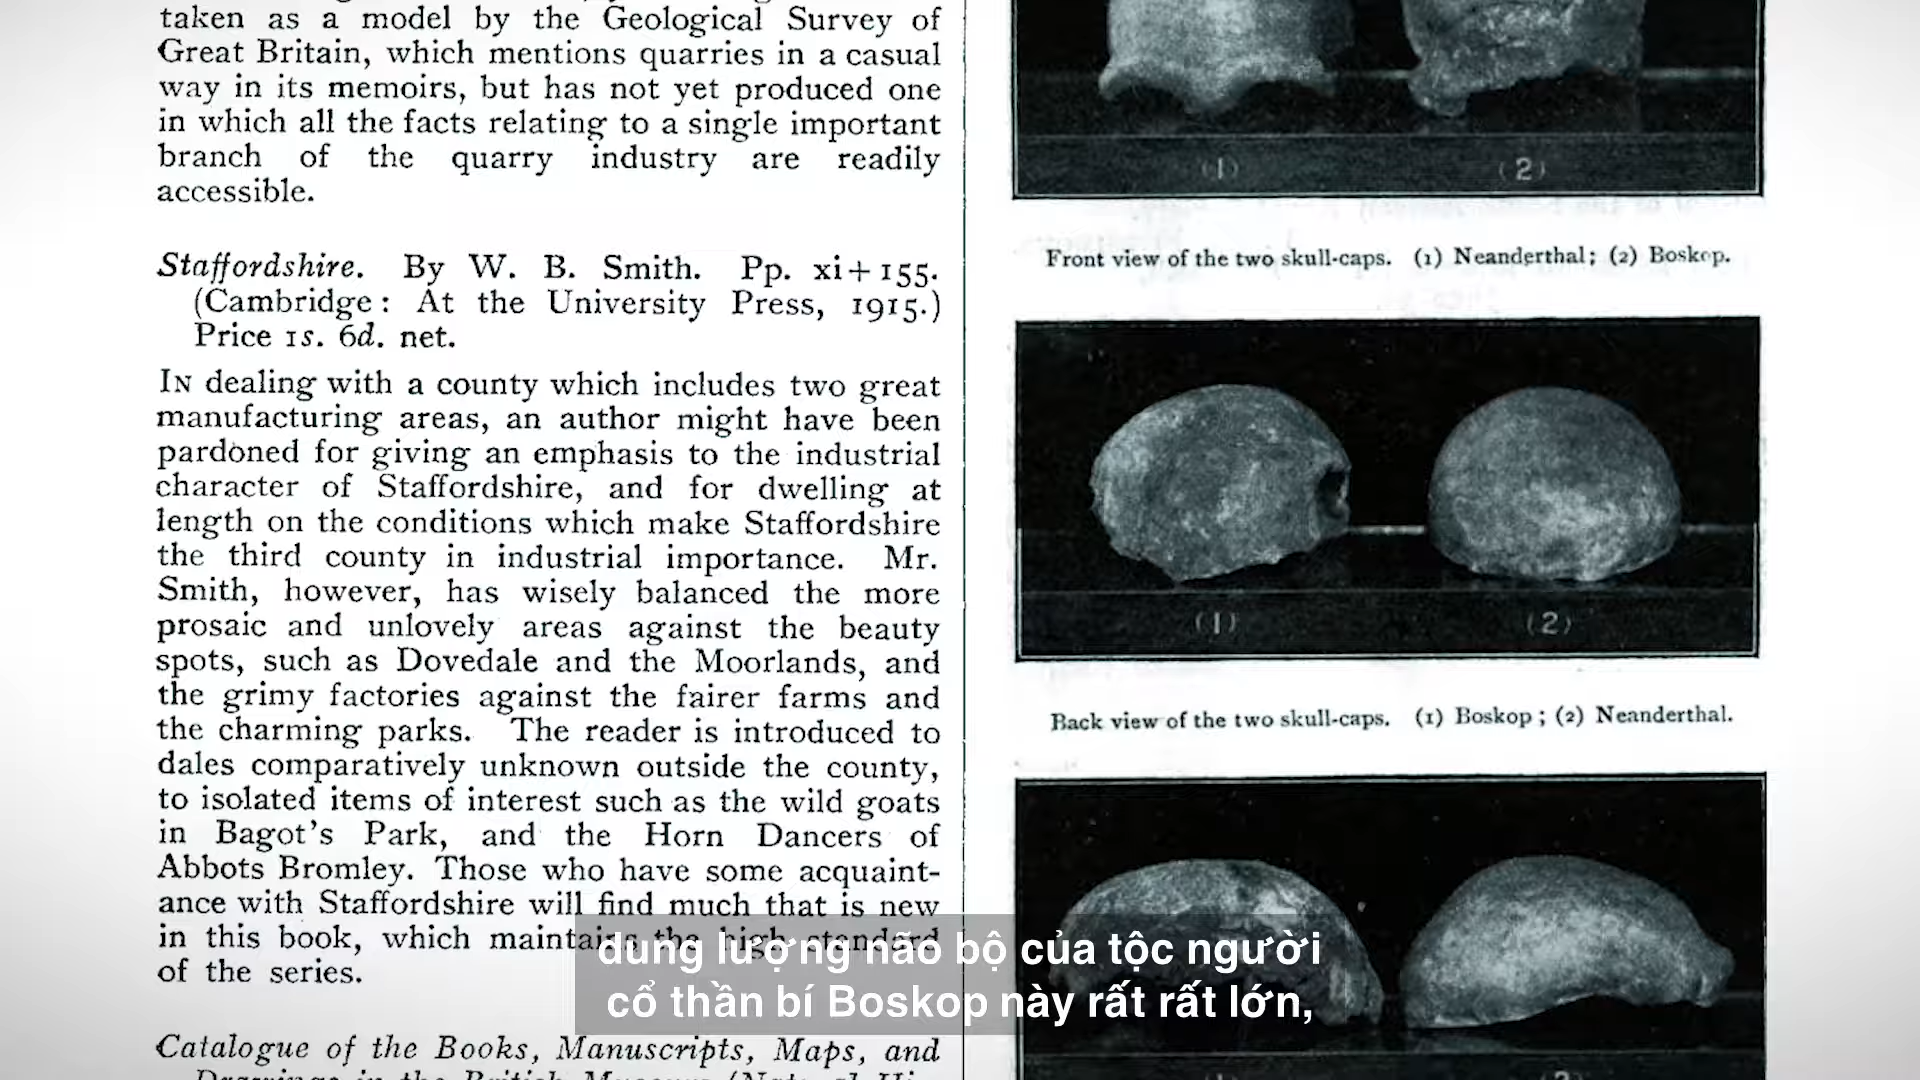 taken as a model by the Geological Survey of
Great Britain, which mentions quarries in a casual
way in its memoirs, but has not yet produced one
in which all the facts relating to a single important
branch of the quarry industry are readily
accessible.
Staffordshire. By W. B. Smith. Pp. xi+155.
(Cambridge: At the University Press, 1915.)
Price 1s. 6d. net.
IN dealing with a county which includes two great
manufacturing areas, an author might have been
pardoned for giving an emphasis to the industrial
character of Staffordshire, and for dwelling at
length on the conditions which make Staffordshire
the third county in industrial importance. Mr.
Smith, however, has wisely balanced the more
prosaic and unlovely areas against the beauty
spots, such as Dovedale and the Moorlands, and
the grimy factories against the fairer farms and
the charming parks. The reader is introduced to
dales comparatively unknown outside the county,
to isolated items of interest such as the wild goats
in Bagot's Park, and the Horn Dancers of
Abbots Bromley. Those who have some acquaint-
ance with Staffordshire will find much that is new
in this book, which maintains the high standard
of the series.
Catalogue of the Books, Manuscripts, Maps, and
(1) (2)
Front view of the two skull-caps. (1) Neanderthal; (2) Boskop.
(1) (2)
Back view of the two skull-caps. (1) Boskop; (2) Neanderthal.
dung lượng não bộ của tộc người
cổ thần bí Boskop này rất rất lớn,